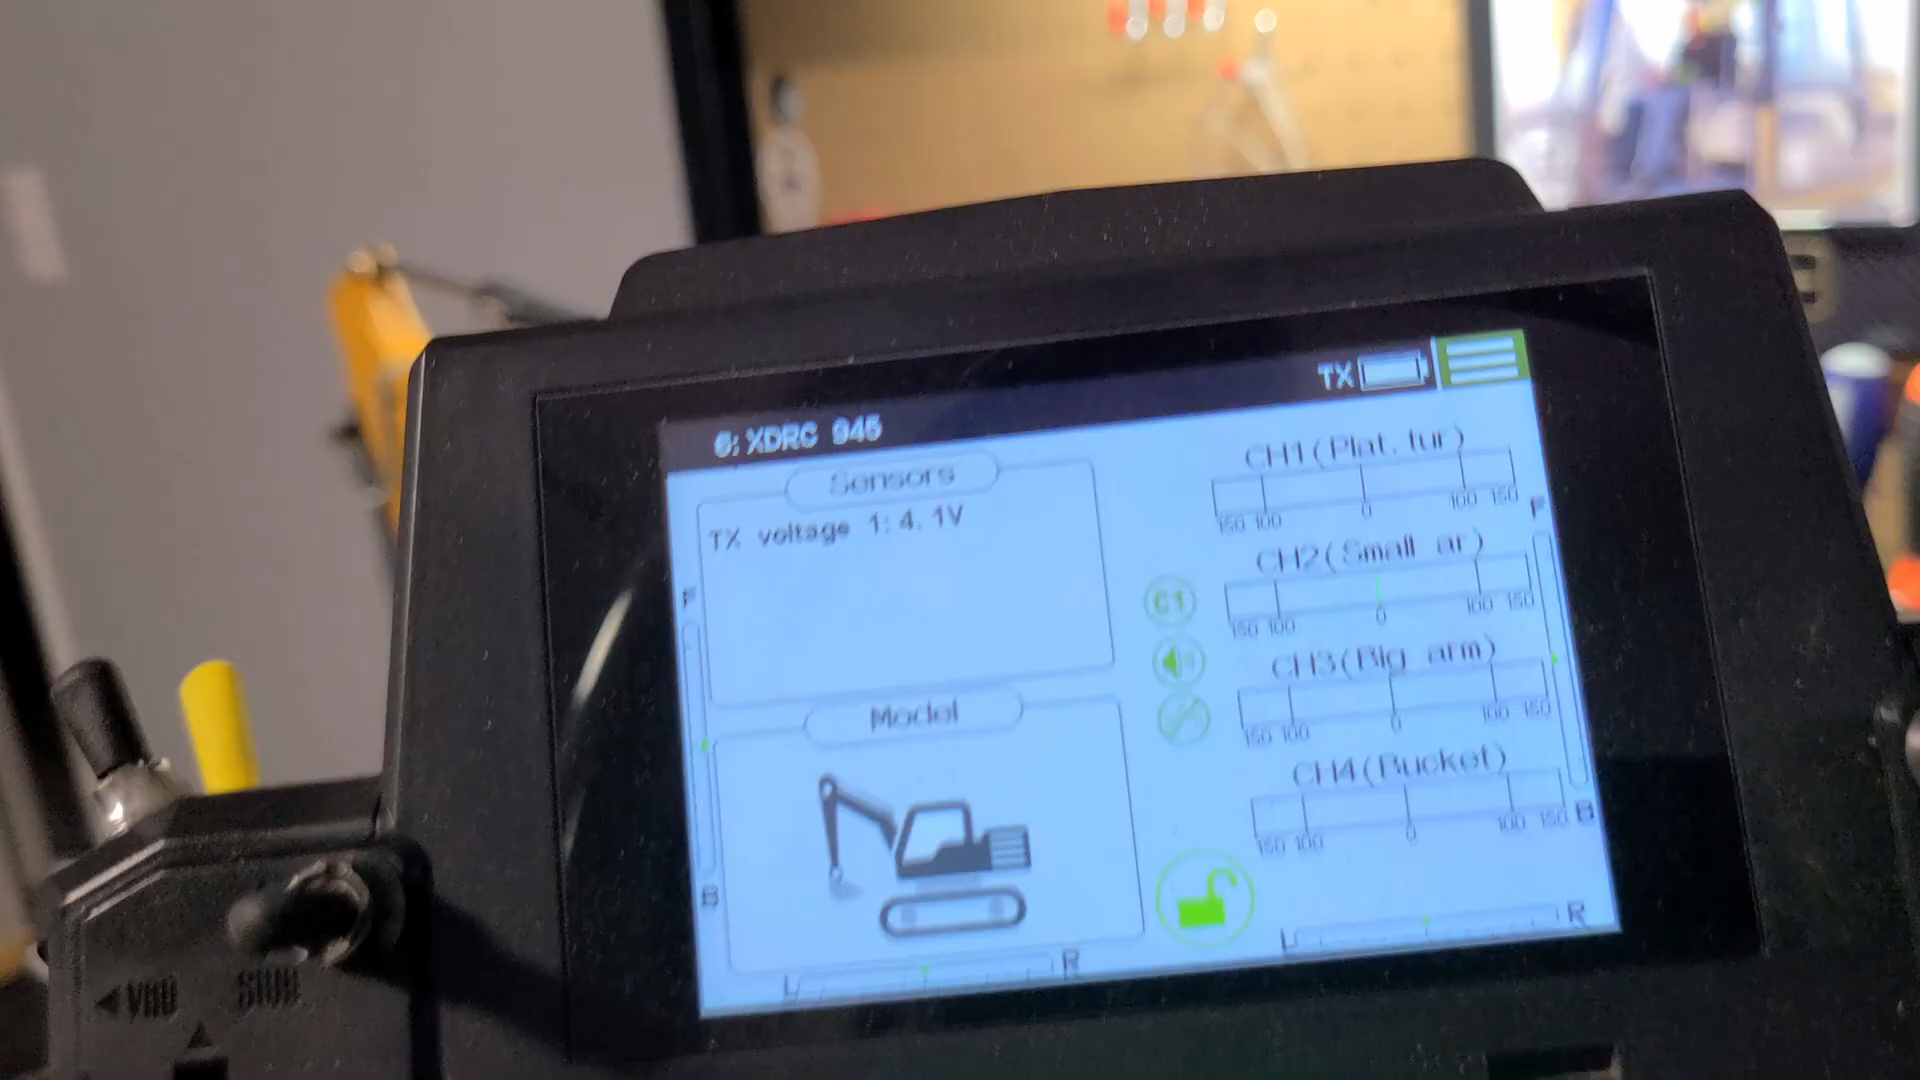 TX
6: XDRC 945
Sensors
TX voltage 1: 4. 1V
F
B
Model
L R
C1
CH1(Plat. tur)
150 100 0 100 150
CH2(Small ar)
150 100 0 100 150
CH3(Big arm)
150 100 0 100 150
CH4(Bucket)
150 100 0 100 150
F
B
L R
VRD